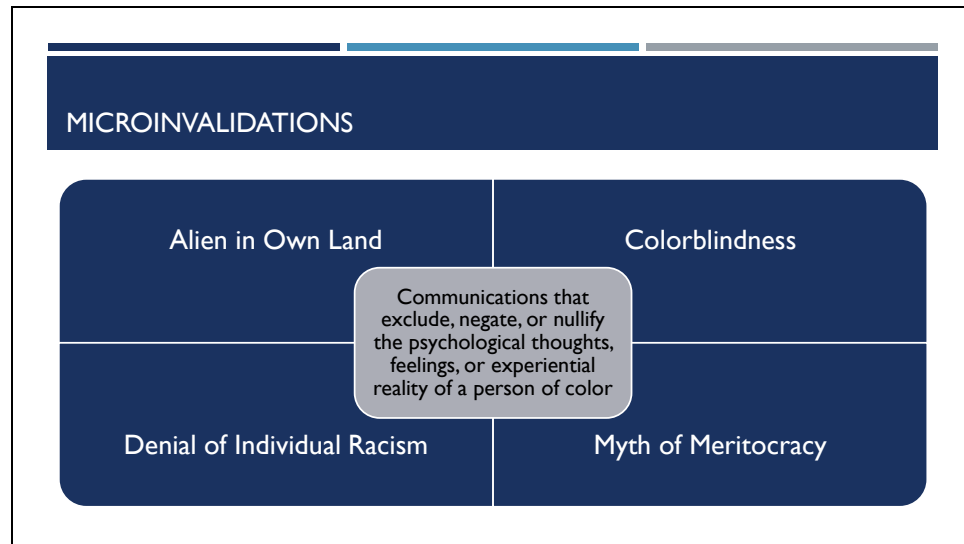 MICROINVALIDATIONS
Alien in Own Land
Colorblindness
Communications that
exclude, negate, or nullify
the psychological thoughts,
feelings, or experiential
reality of a person of color
Denial of Individual Racism
Myth of Meritocracy